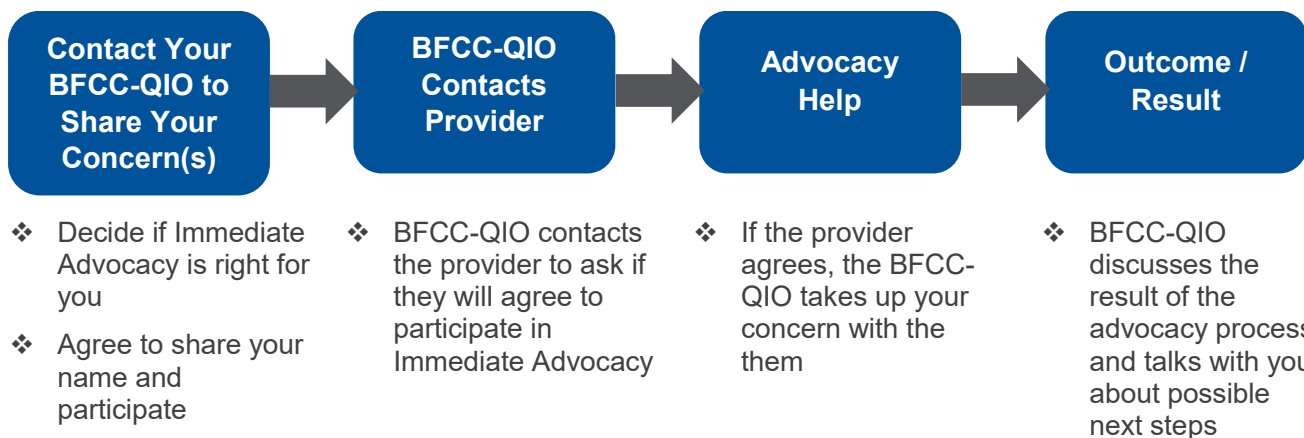 Contact Your
BFCC-QIO to
Share Your
Concern(s)
BFCC-QIO
Contacts
Provider
Advocacy
Help
Outcome /
Result
❖ Decide if Immediate
Advocacy is right for
you
❖ Agree to share your
name and
participate
❖ BFCC-QIO contacts
the provider to ask if
they will agree to
participate in
Immediate Advocacy
❖ If the provider
agrees, the BFCC-
QIO takes up your
concern with the
them
❖ BFCC-QIO
discusses the
result of the
advocacy process
and talks with you
about possible
next steps